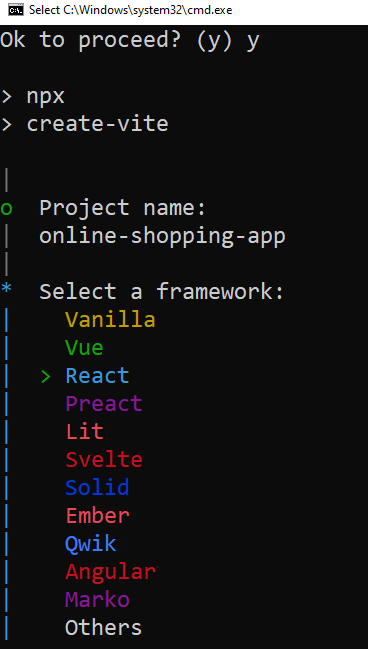 Select C:\Windows\system32\cmd.exe
Ok to proceed? (y) y
> npx
> create-vite
|
o  Project name:
|  online-shopping-app
|
*  Select a framework:
|    Vanilla
|    Vue
|  > React
|    Preact
|    Lit
|    Svelte
|    Solid
|    Ember
|    Qwik
|    Angular
|    Marko
|    Others